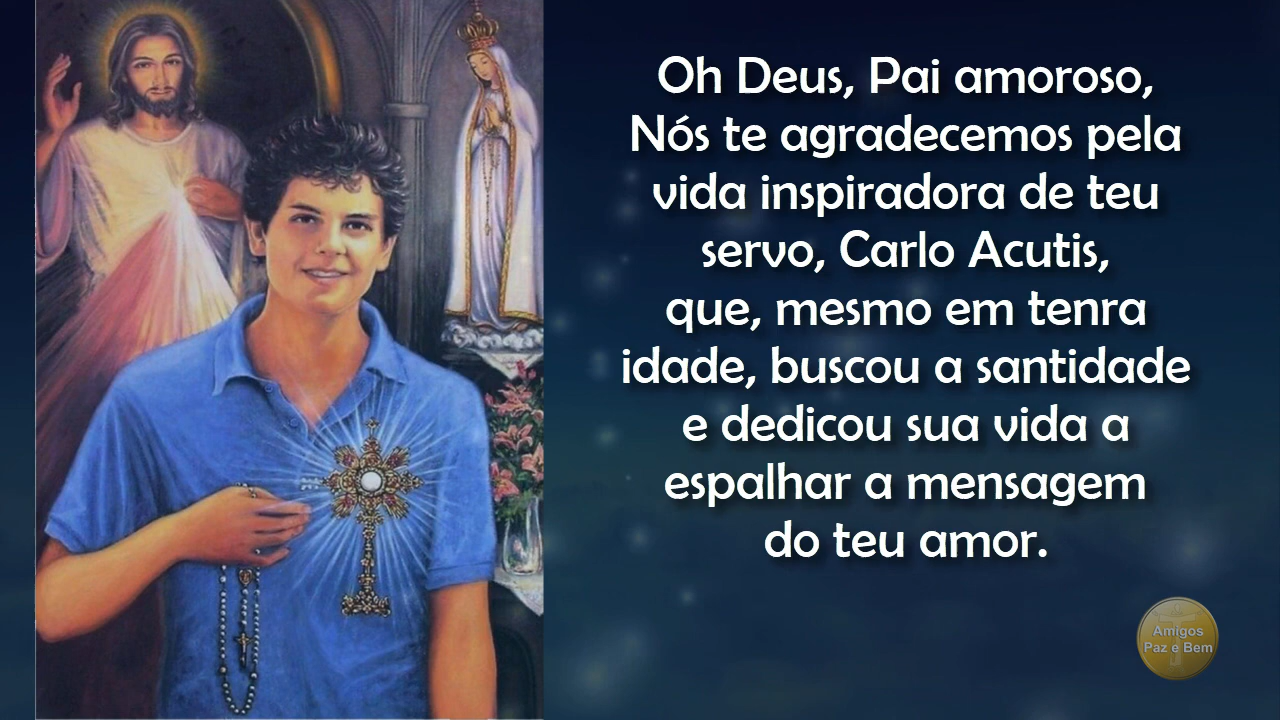 Oh Deus, Pai amoroso,
Nós te agradecemos pela
vida inspiradora de teu
servo, Carlo Acutis,
que, mesmo em tenra
idade, buscou a santidade
e dedicou sua vida a
espalhar a mensagem
do teu amor.
Amigos
Paz e Bem